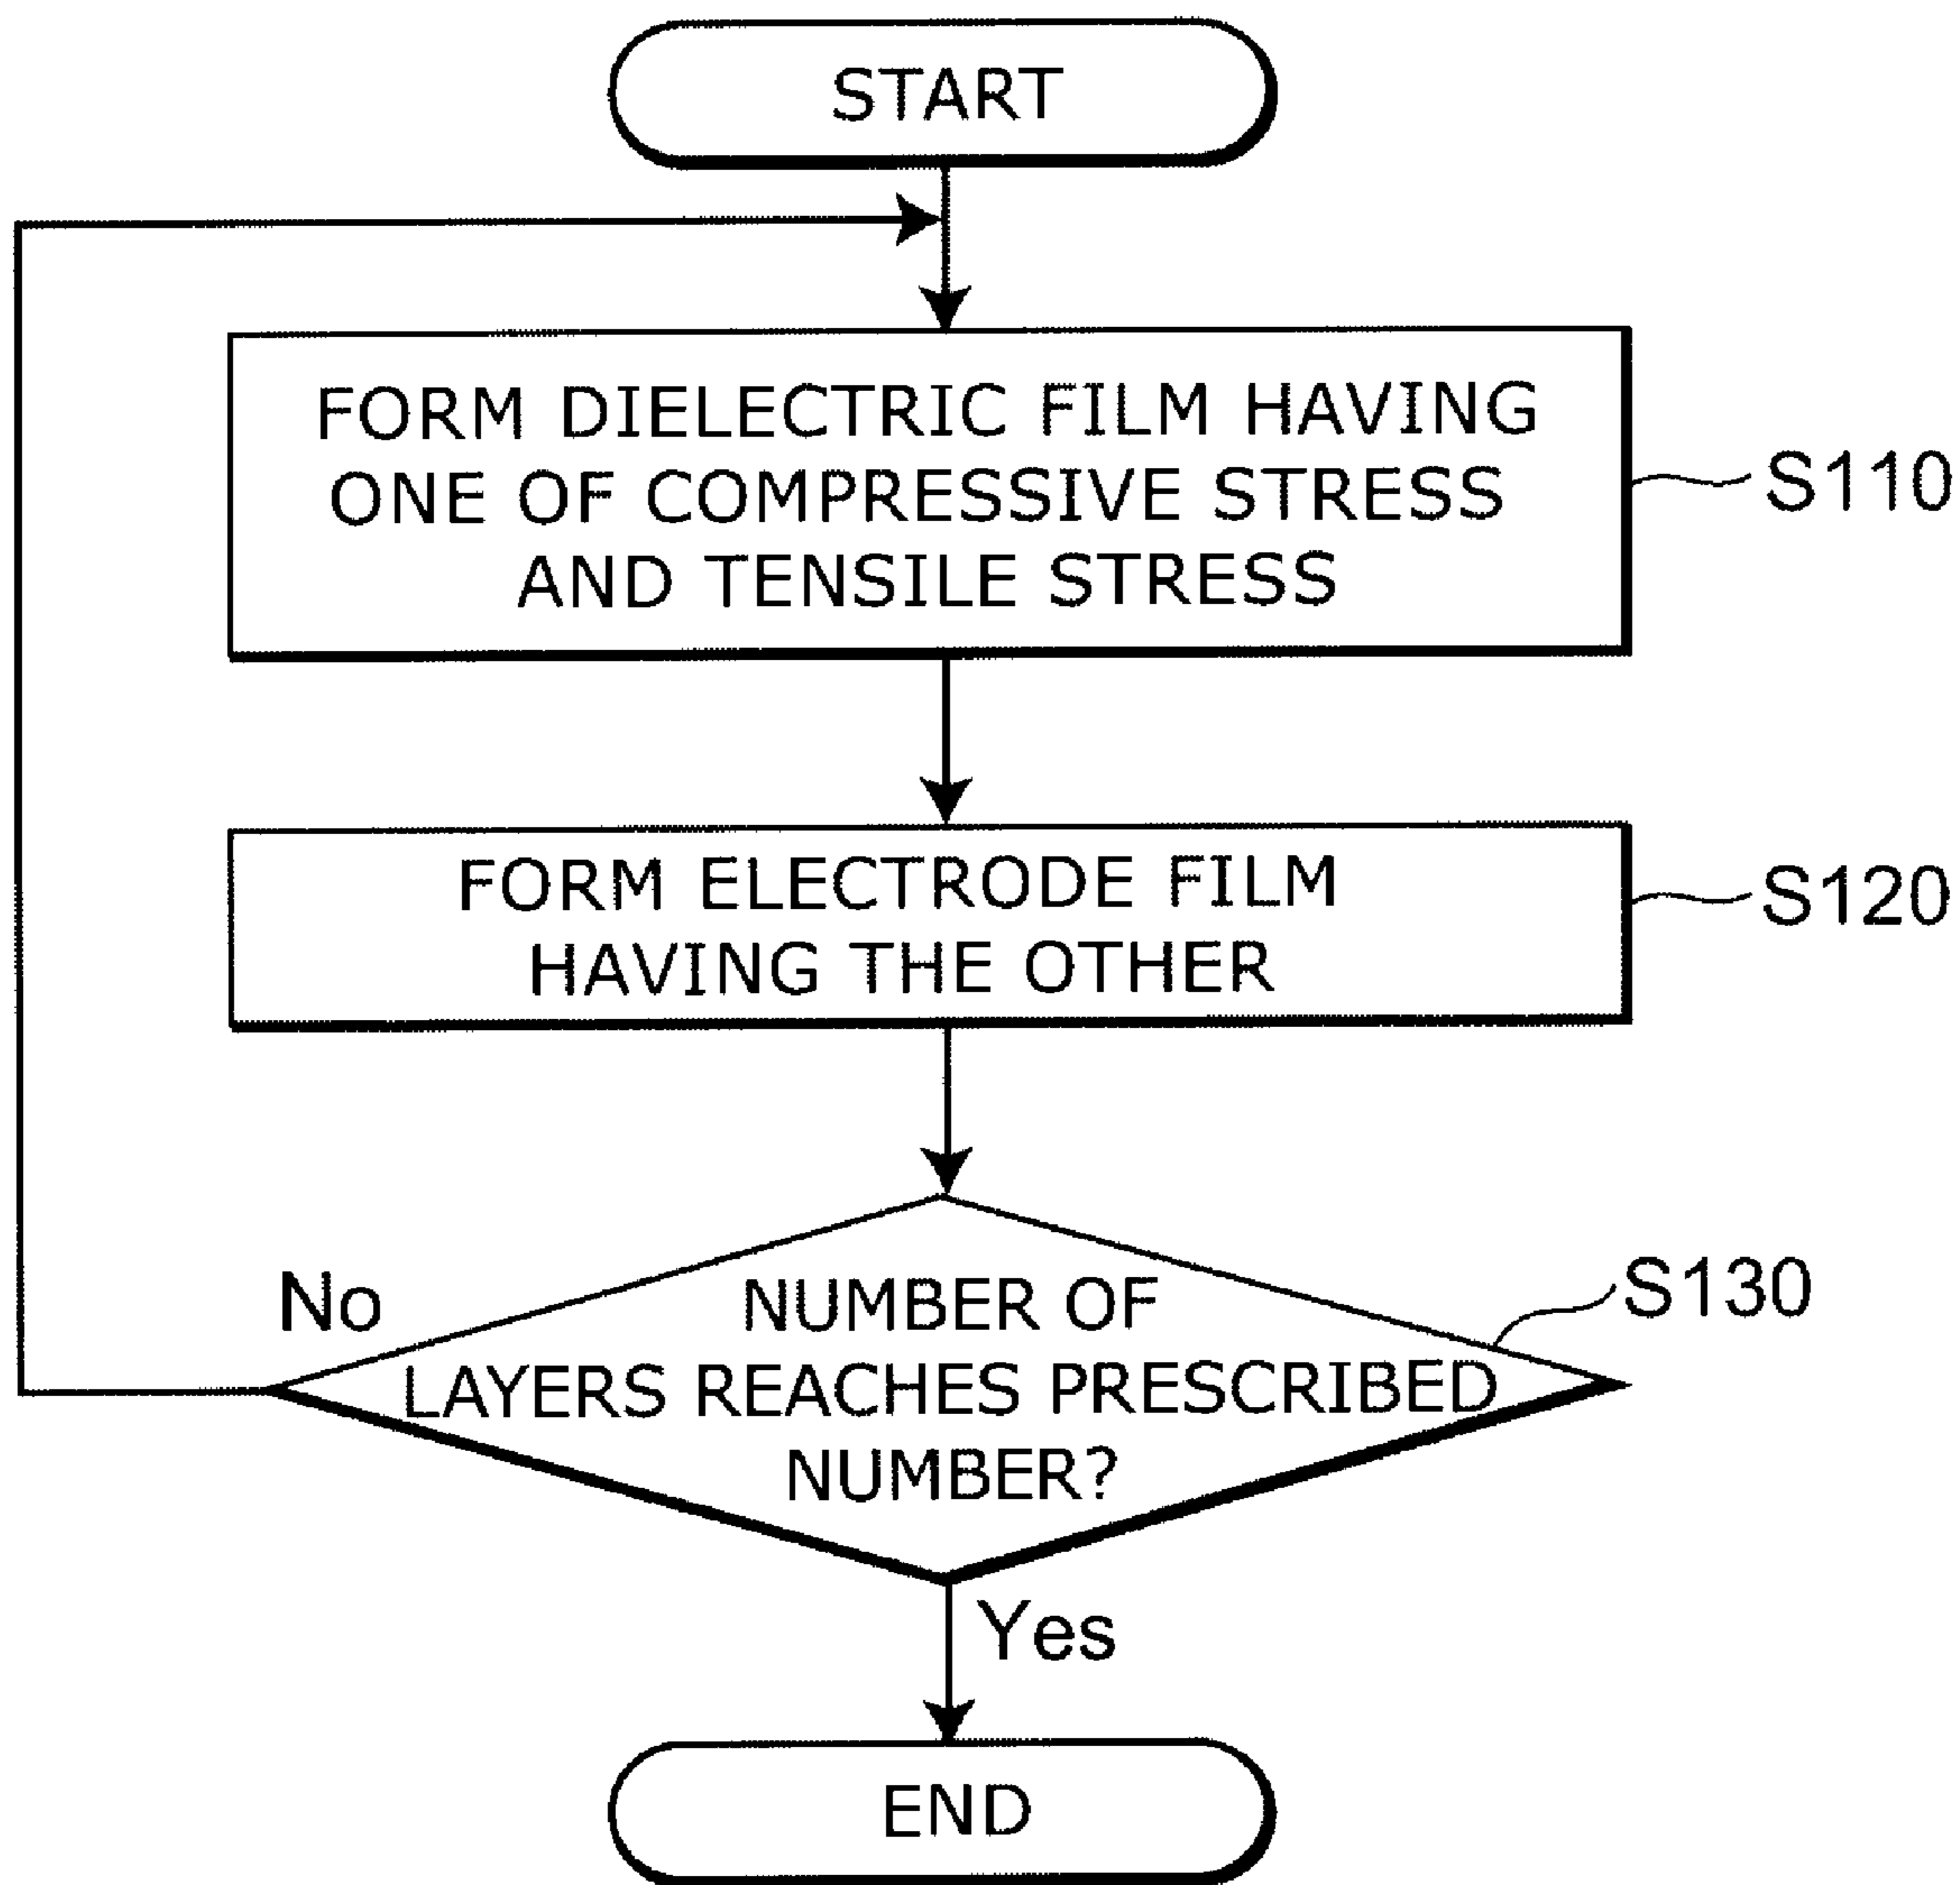 START
FORM DIELECTRIC FILM HAVING
ONE OF COMPRESSIVE STRESS
AND TENSILE STRESS
S110
FORM ELECTRODE FILM
HAVING THE OTHER
S120
No
NUMBER OF
LAYERS REACHES PRESCRIBED
NUMBER?
S130
Yes
END